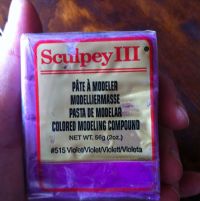 Sculpey III
PÂTE À MODELER
MODELLIERMASSE
PASTA DE MODELAR
COLORED MODELING COMPOUND
NET WT. 56g (2oz.)
#515 Violet/Violet/Violett/Violeta